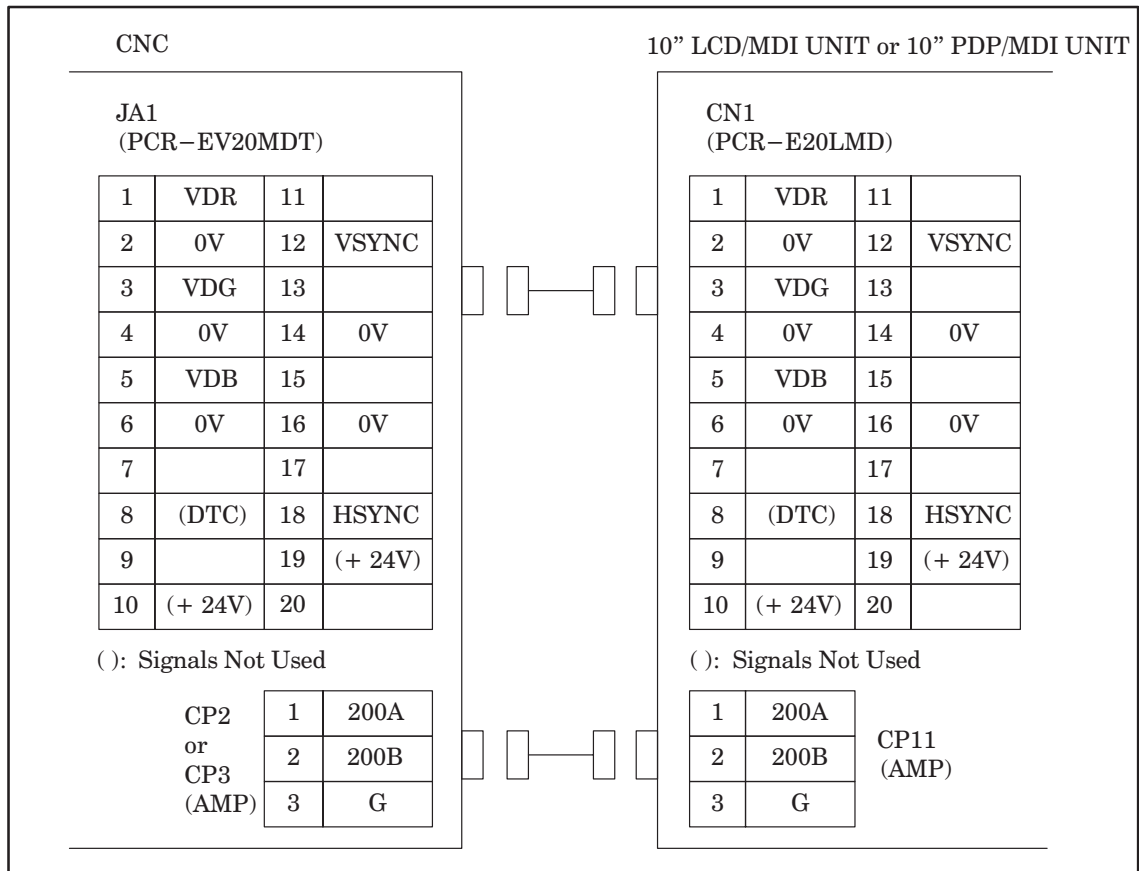 CNC
10” LCD/MDI UNIT or 10” PDP/MDI UNIT
JA1
(PCR−EV20MDT)
1 VDR 11
2 0V 12 VSYNC
3 VDG 13
4 0V 14 0V
5 VDB 15
6 0V 16 0V
7 17
8 (DTC) 18 HSYNC
9 19 (+ 24V)
10 (+ 24V) 20
( ): Signals Not Used
CP2
or
CP3
(AMP)
1 200A
2 200B
3 G
CN1
(PCR−E20LMD)
1 VDR 11
2 0V 12 VSYNC
3 VDG 13
4 0V 14 0V
5 VDB 15
6 0V 16 0V
7 17
8 (DTC) 18 HSYNC
9 19 (+ 24V)
10 (+ 24V) 20
( ): Signals Not Used
1 200A
2 200B
3 G
CP11
(AMP)